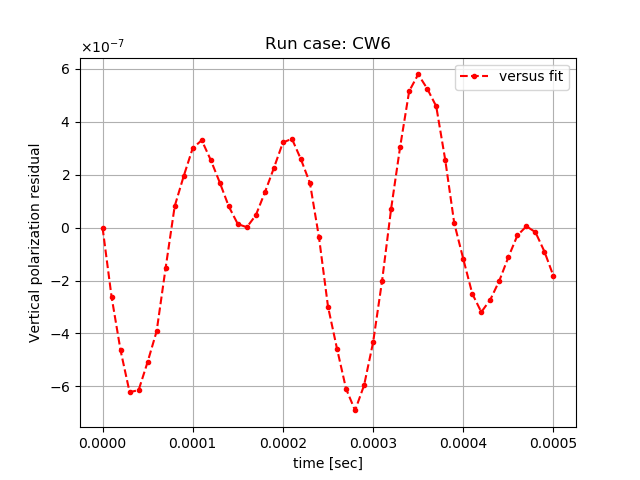 Run case: CW6
×10⁻⁷
versus fit
6
4
2
0
−2
−4
−6
Vertical polarization residual
0.0000 0.0001 0.0002 0.0003 0.0004 0.0005
time [sec]